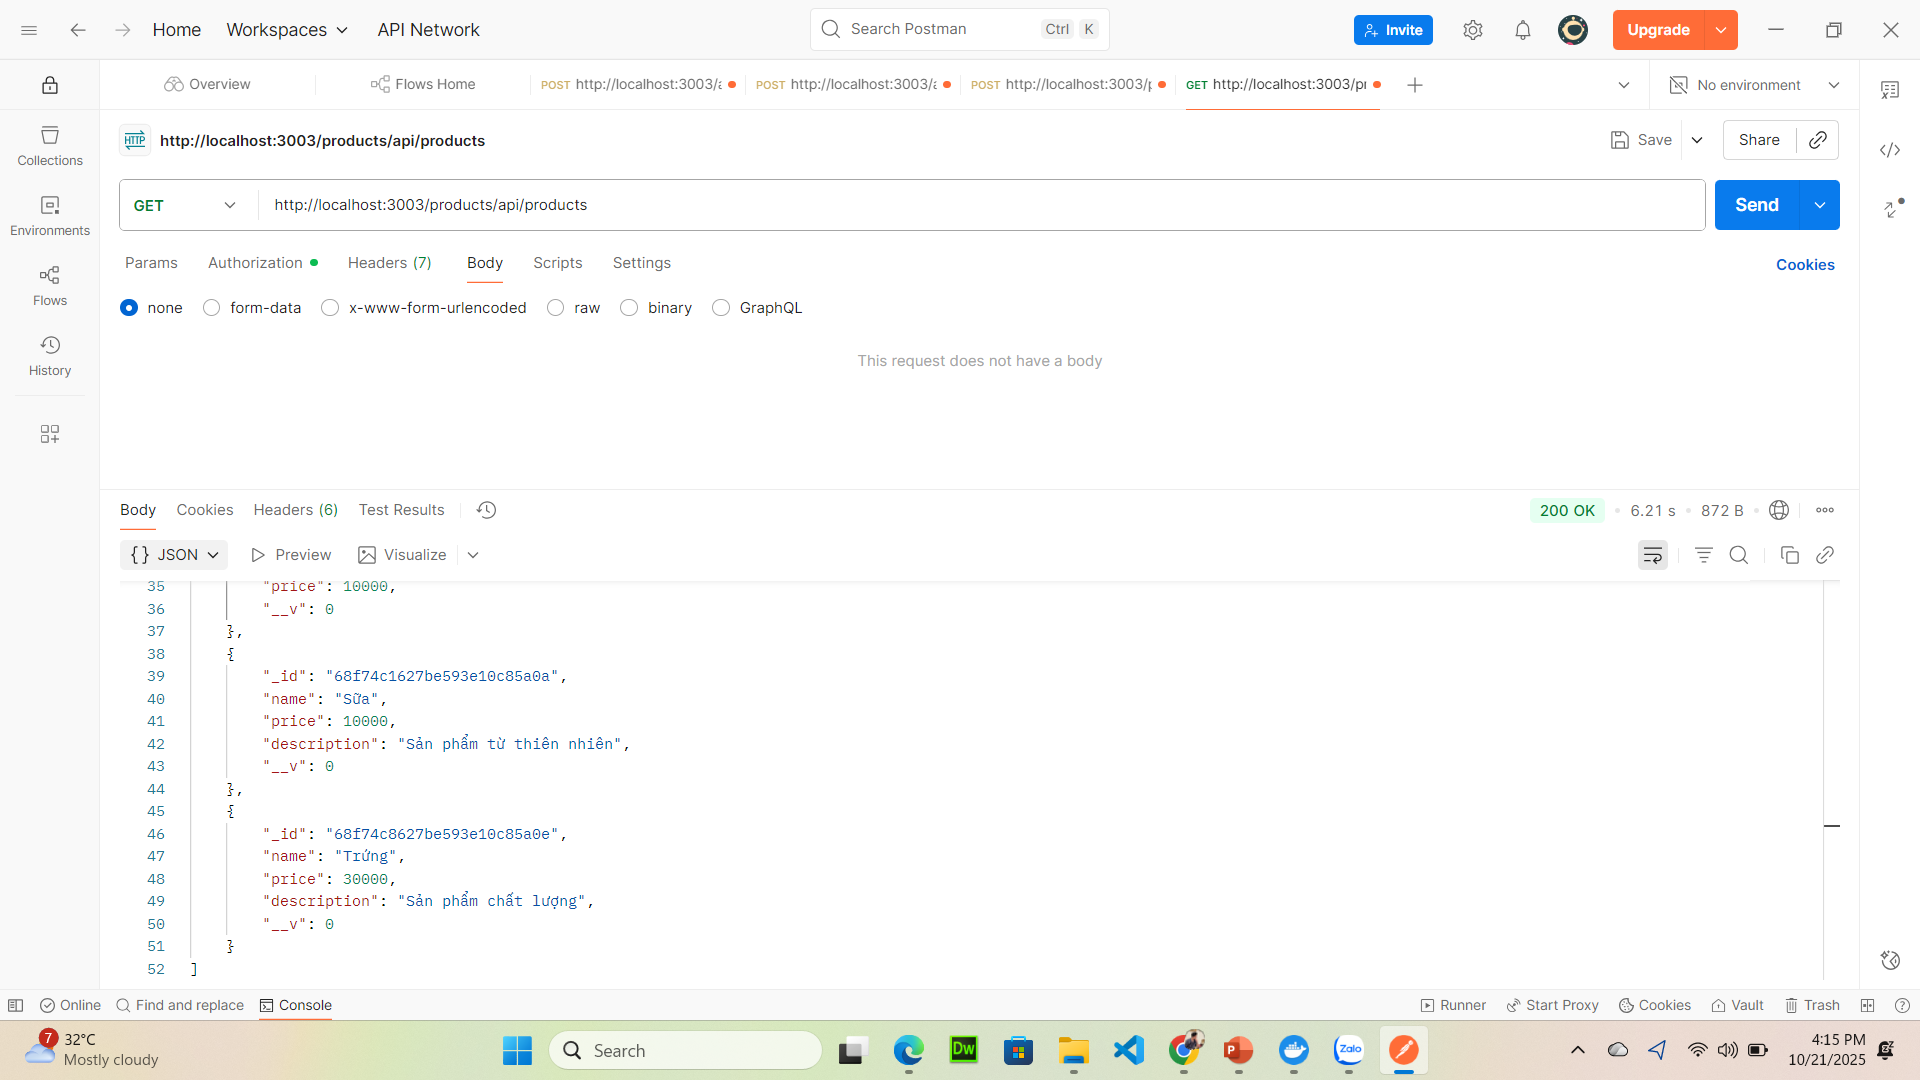 Home Workspaces API Network Search Postman Ctrl K Invite Upgrade
Overview Flows Home POST http://localhost:3003/a POST http://localhost:3003/a POST http://localhost:3003/p GET http://localhost:3003/pr No environment
HTTP http://localhost:3003/products/api/products Save Share
GET http://localhost:3003/products/api/products Send
Collections
Environments
Flows
History
Params Authorization Headers (7) Body Scripts Settings Cookies
none form-data x-www-form-urlencoded raw binary GraphQL
This request does not have a body
Body Cookies Headers (6) Test Results 200 OK 6.21 s 872 B
{} JSON Preview Visualize
35 "price": 10000,
36 "__v": 0
37 },
38 {
39 "_id": "68f74c1627be593e10c85a0a",
40 "name": "Sữa",
41 "price": 10000,
42 "description": "Sản phẩm từ thiên nhiên",
43 "__v": 0
44 },
45 {
46 "_id": "68f74c8627be593e10c85a0e",
47 "name": "Trứng",
48 "price": 30000,
49 "description": "Sản phẩm chất lượng",
50 "__v": 0
51 }
52 ]
Online Find and replace Console Runner Start Proxy Cookies Vault Trash
7 32°C
Mostly cloudy
Search
Dw
P
Zalo
4:15 PM
10/21/2025